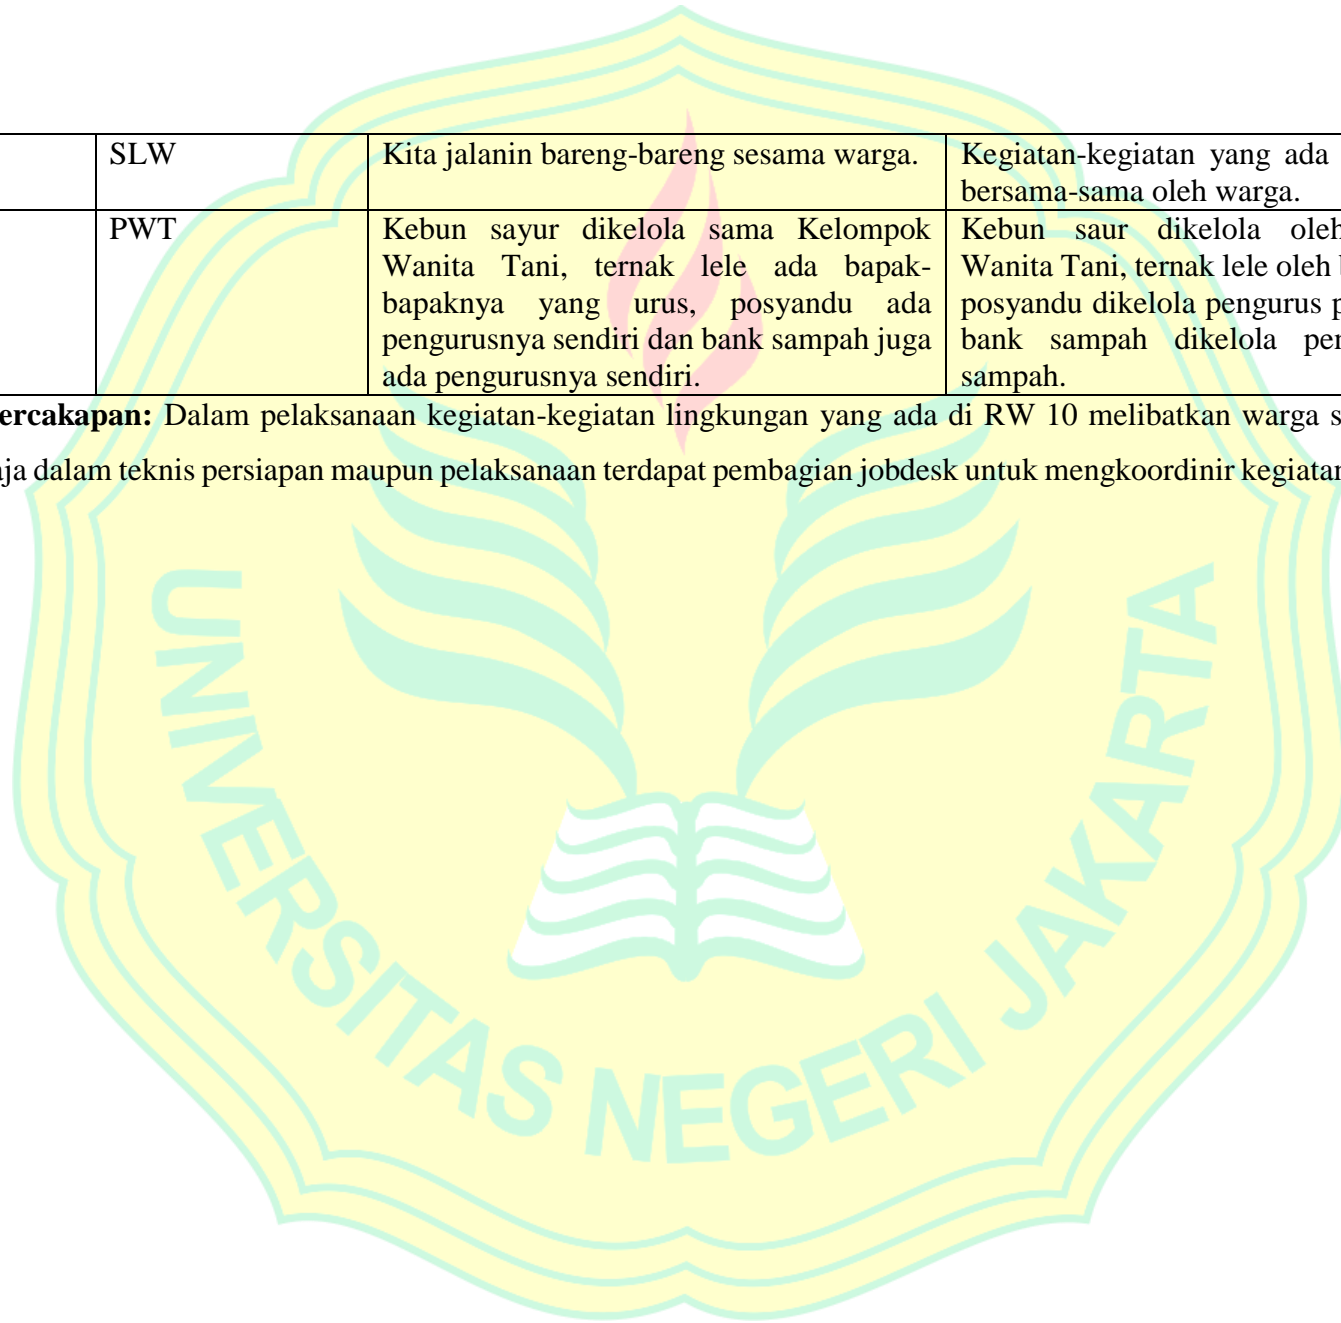 SLW
Kita jalanin bareng-bareng sesama warga.
Kegiatan-kegiatan yang ada
bersama-sama oleh warga.
PWT
Kebun sayur dikelola sama Kelompok
Wanita Tani, ternak lele ada bapak-
bapaknya yang urus, posyandu ada
pengurusnya sendiri dan bank sampah juga
ada pengurusnya sendiri.
Kebun saur dikelola oleh
Wanita Tani, ternak lele oleh
posyandu dikelola pengurus
bank sampah dikelola
sampah.
ercakapan: Dalam pelaksanaan kegiatan-kegiatan lingkungan yang ada di RW 10 melibatkan warga
ja dalam teknis persiapan maupun pelaksanaan terdapat pembagian jobdesk untuk mengkoordinir kegiatan
UNIVERSITAS NEGERI JAKARTA